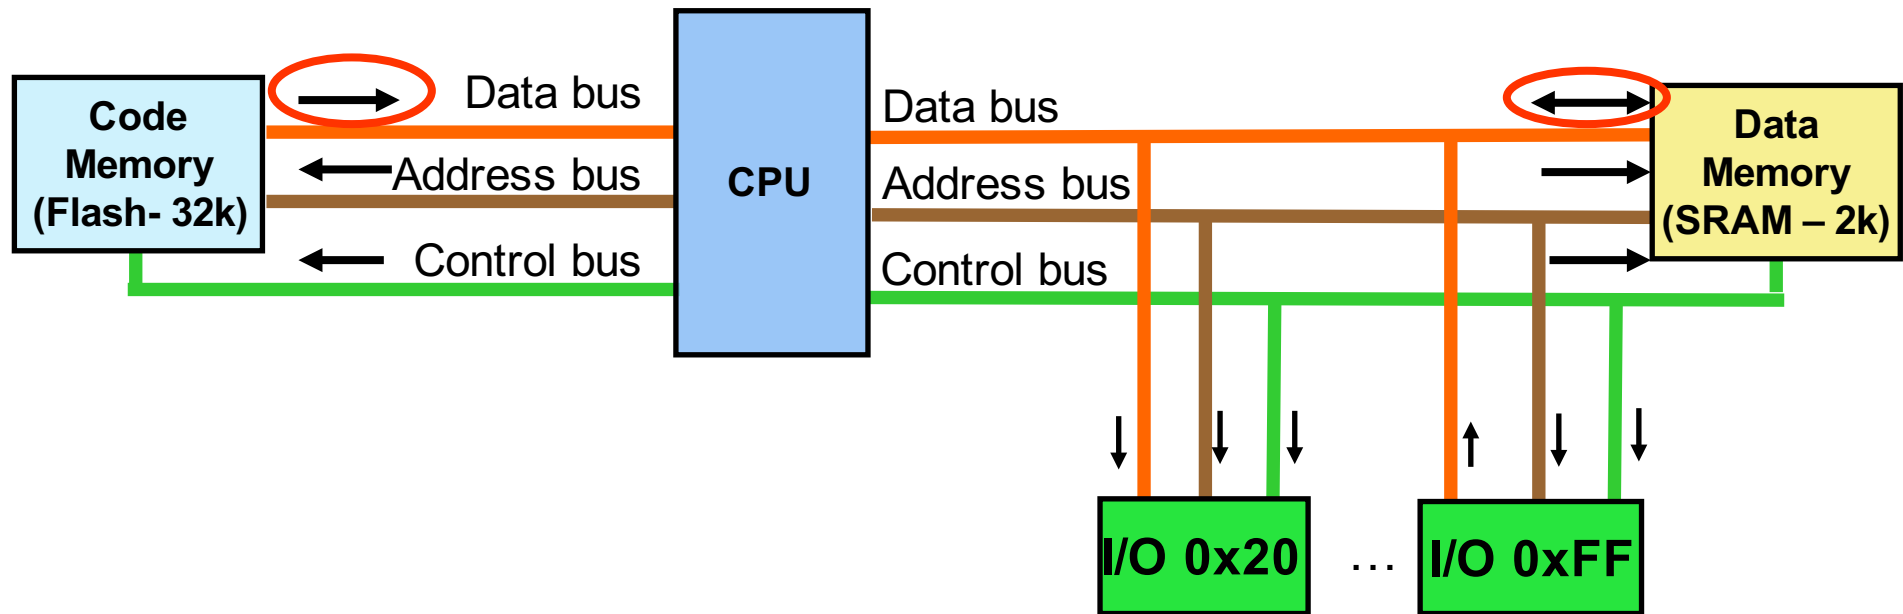 Code
Memory
(Flash- 32k)
Data bus
Address bus
Control bus
CPU
Data bus
Address bus
Control bus
Data
Memory
(SRAM – 2k)
I/O 0x20
...
I/O 0xFF